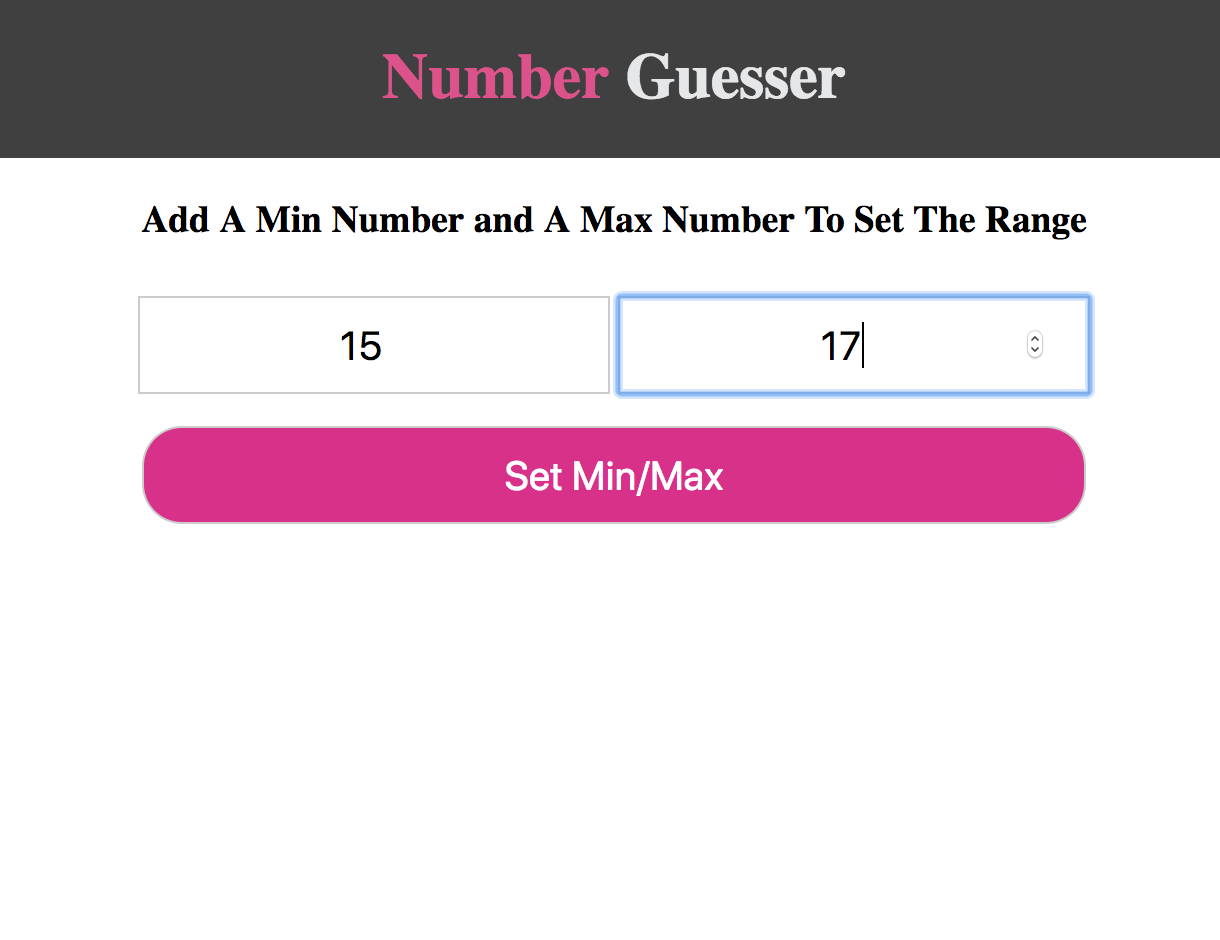 Number Guesser
Add A Min Number and A Max Number To Set The Range
15 17
Set Min/Max